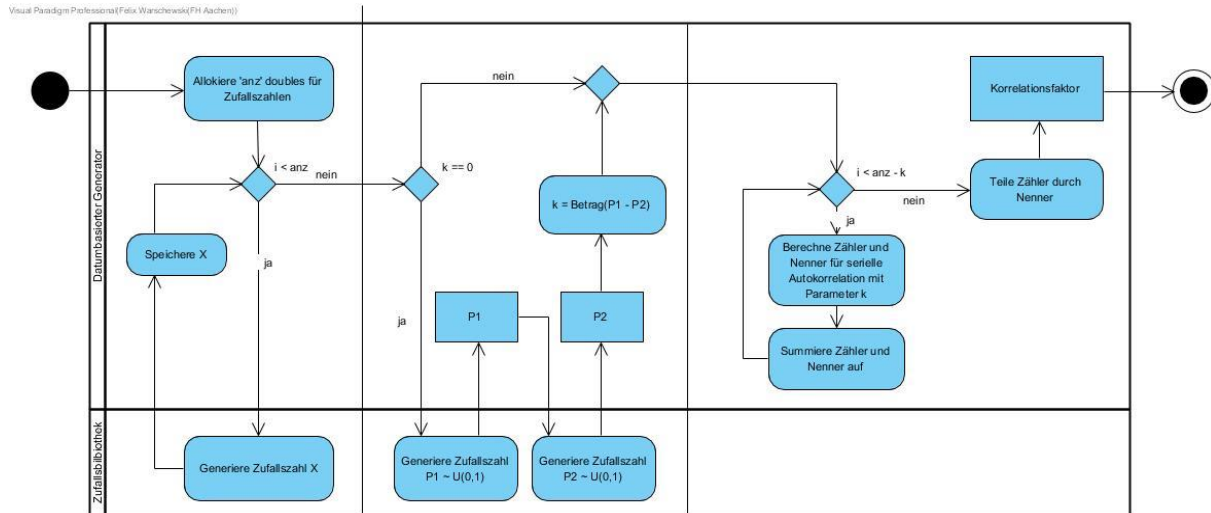 Visual Paradigm Professional(Felix Warschewski(FH Aachen))
Datumbasierter Generator
Allokiere 'anz' doubles für
Zufallszahlen
i < anz
nein
ja
Speichere X
nein
k == 0
ja
k = Betrag(P1 - P2)
P1
P2
i < anz - k
nein
ja
Berechne Zähler und
Nenner für serielle
Autokorrelation mit
Parameter k
Summiere Zähler und
Nenner auf
Korrelationsfaktor
Teile Zähler durch
Nenner
Zufallsbilbiothek
Generiere Zufallszahl X
Generiere Zufallszahl
P1 ~ U(0,1)
Generiere Zufallszahl
P2 ~ U(0,1)